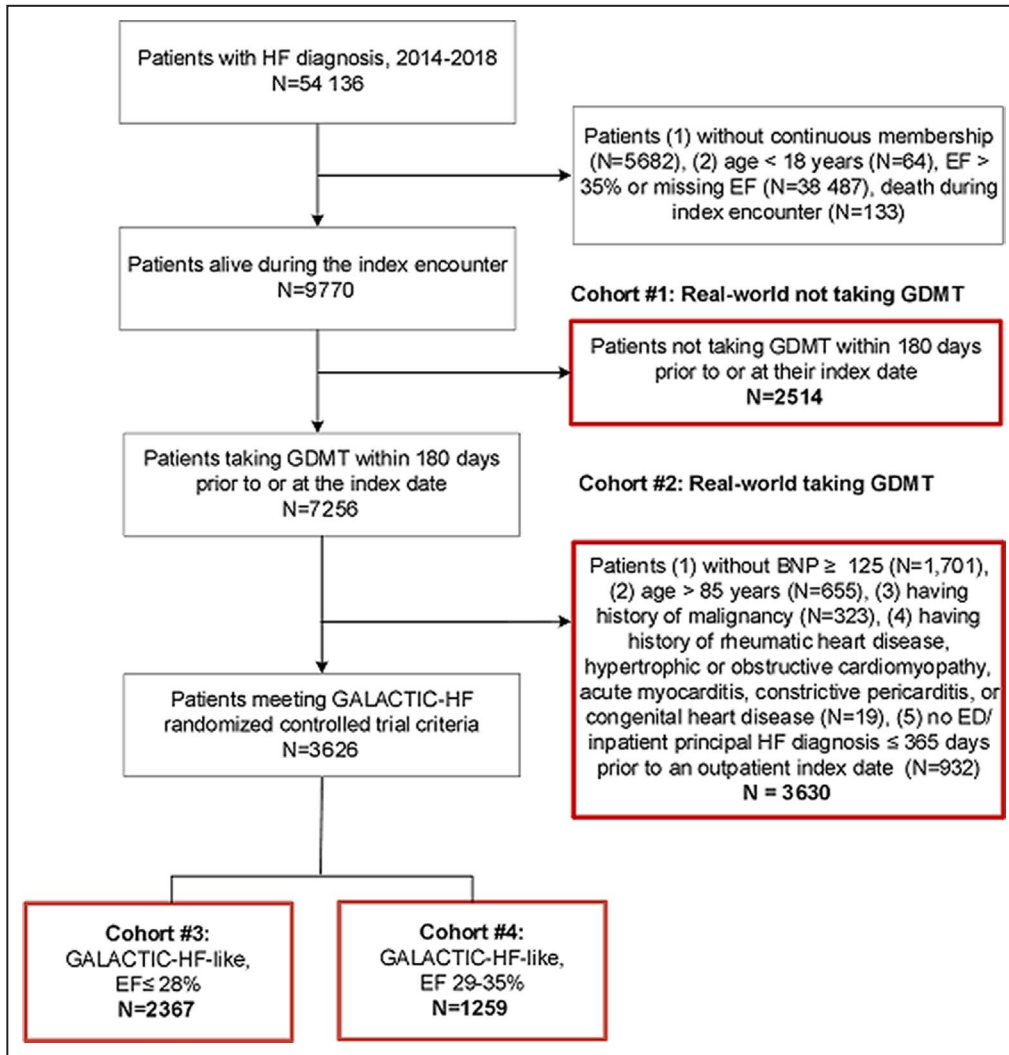 Patients with HF diagnosis, 2014-2018
N=54 136
Patients (1) without continuous membership
(N=5682), (2) age < 18 years (N=64), EF >
35% or missing EF (N=38 487), death during
index encounter (N=133)
Patients alive during the index encounter
N=9770
Cohort #1: Real-world not taking GDMT
Patients not taking GDMT within 180 days
prior to or at their index date
N=2514
Patients taking GDMT within 180 days
prior to or at the index date
N=7256
Cohort #2: Real-world taking GDMT
Patients (1) without BNP ≥ 125 (N=1,701),
(2) age > 85 years (N=655), (3) having
history of malignancy (N=323), (4) having
history of rheumatic heart disease,
hypertrophic or obstructive cardiomyopathy,
acute myocarditis, constrictive pericarditis, or
congenital heart disease (N=19), (5) no ED/
inpatient principal HF diagnosis ≤ 365 days
prior to an outpatient index date (N=932)
N = 3630
Patients meeting GALACTIC-HF
randomized controlled trial criteria
N=3626
Cohort #3:
GALACTIC-HF-like,
EF≤ 28%
N=2367
Cohort #4:
GALACTIC-HF-like,
EF 29-35%
N=1259